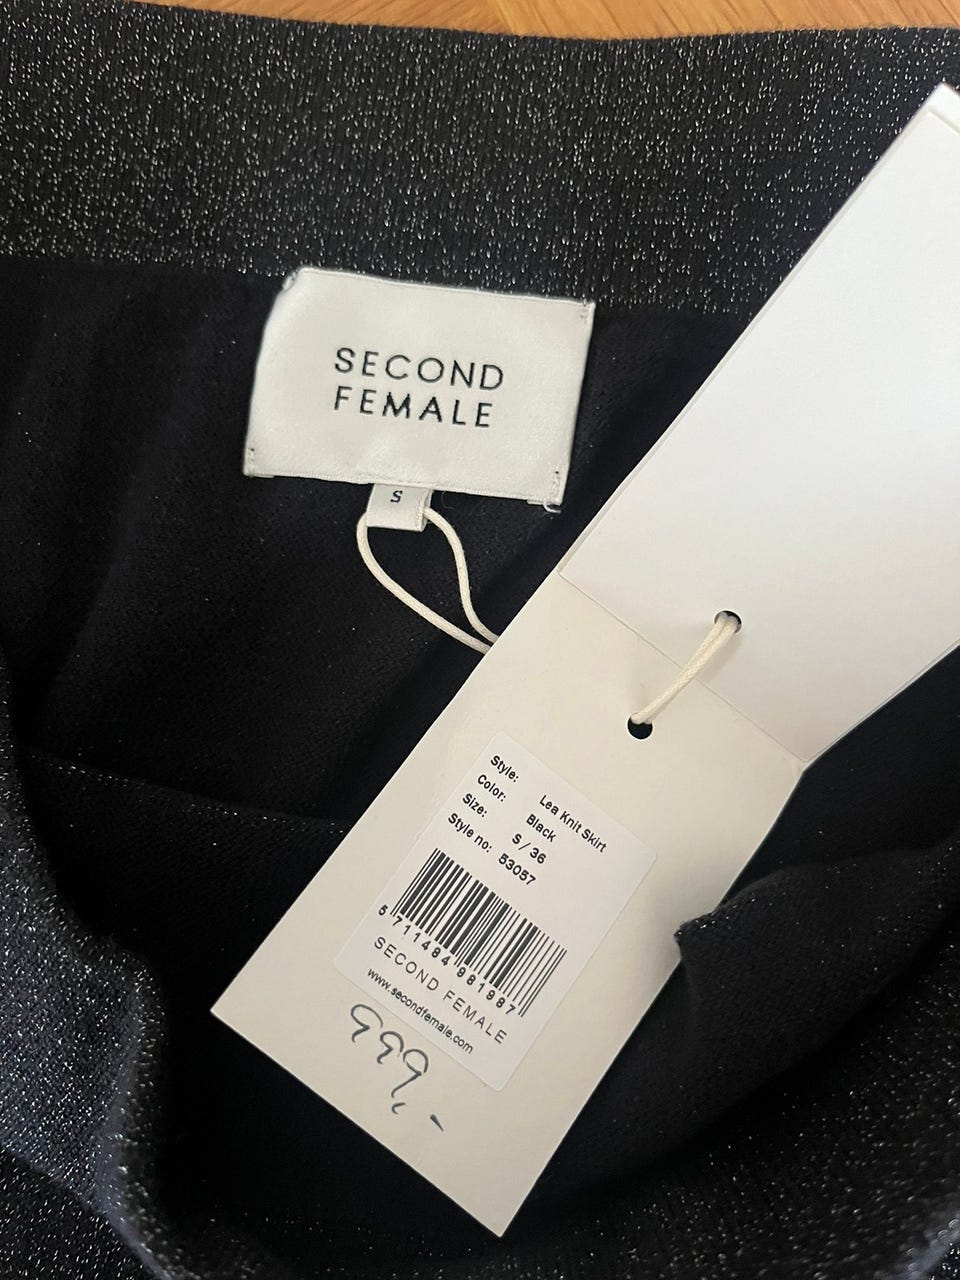 SECOND
FEMALE
S
Style: Lea Knit Skirt
Color: Black
Size: S / 36
Style no: 53057
5 711484 981987
SECOND FEMALE
www.secondfemale.com
999,-